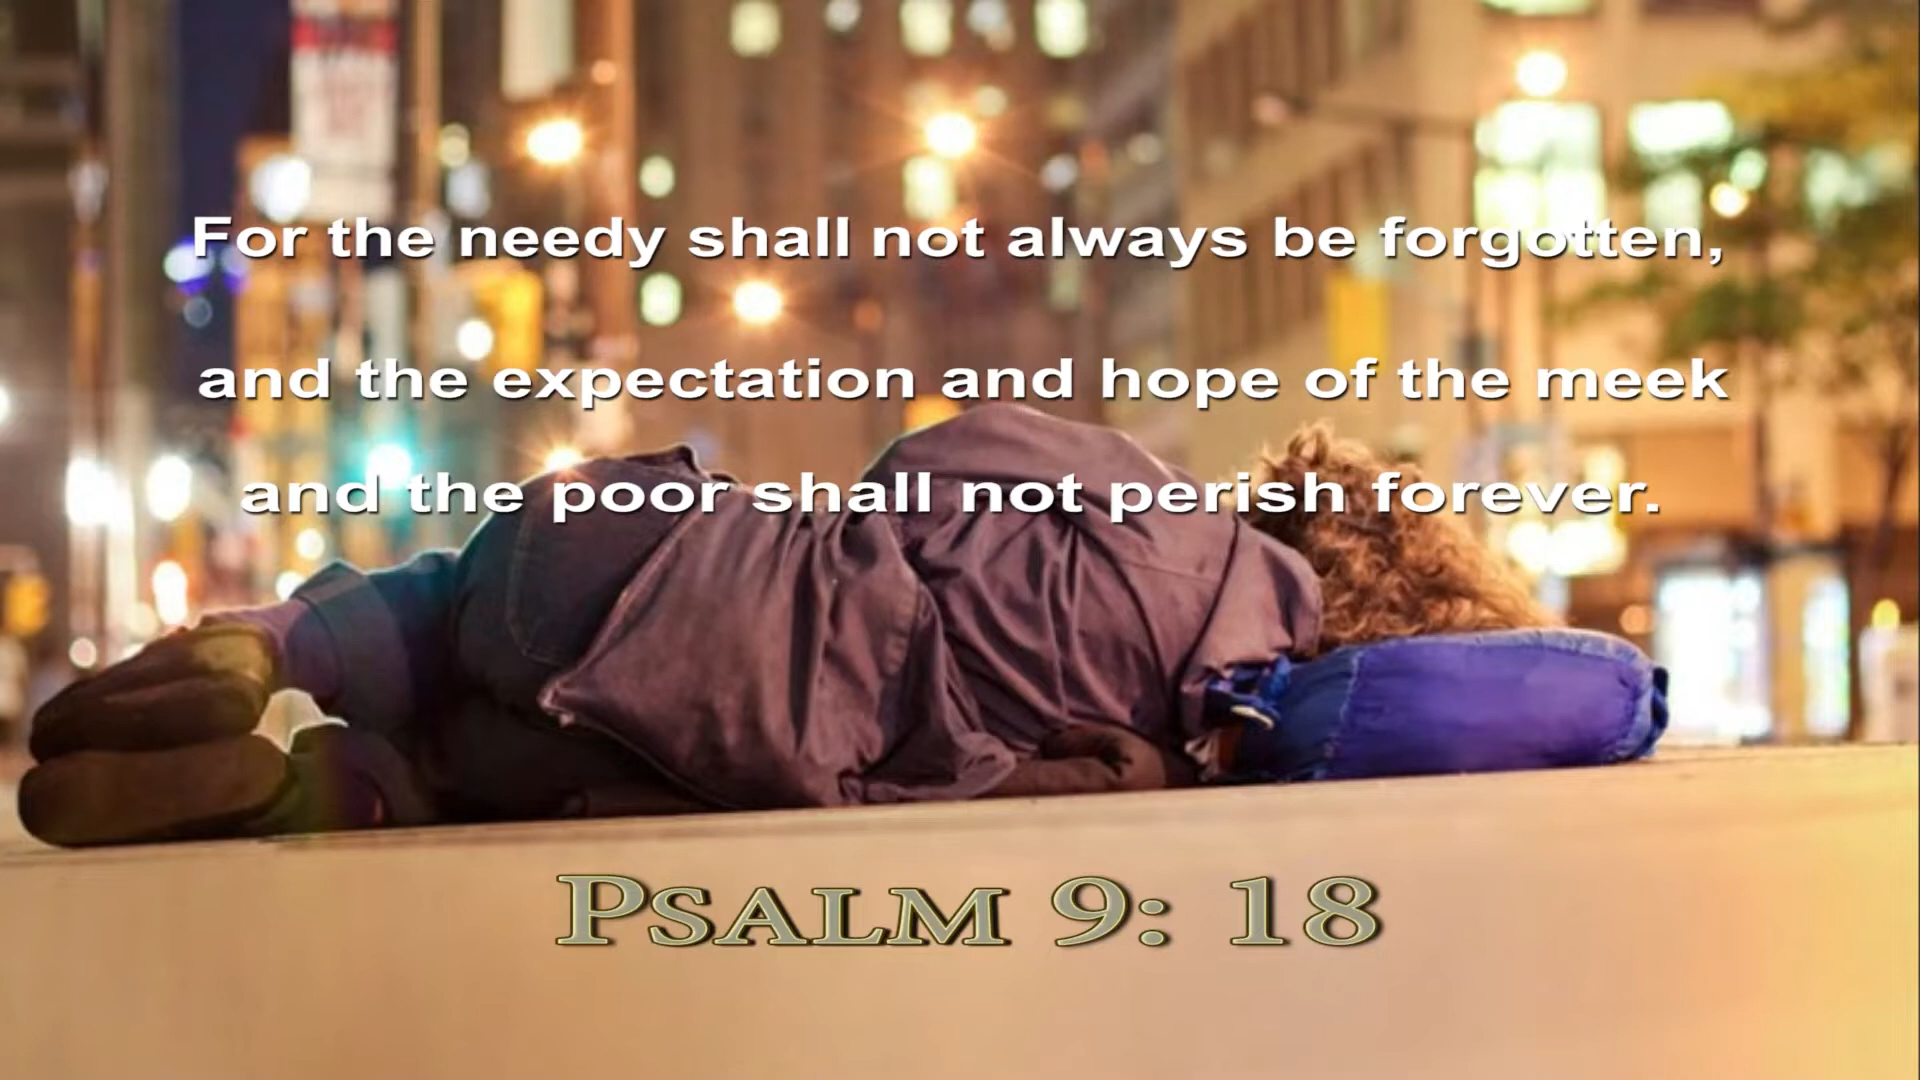 For the needy shall not always be forgotten,
and the expectation and hope of the meek
and the poor shall not perish forever.
PSALM 9: 18